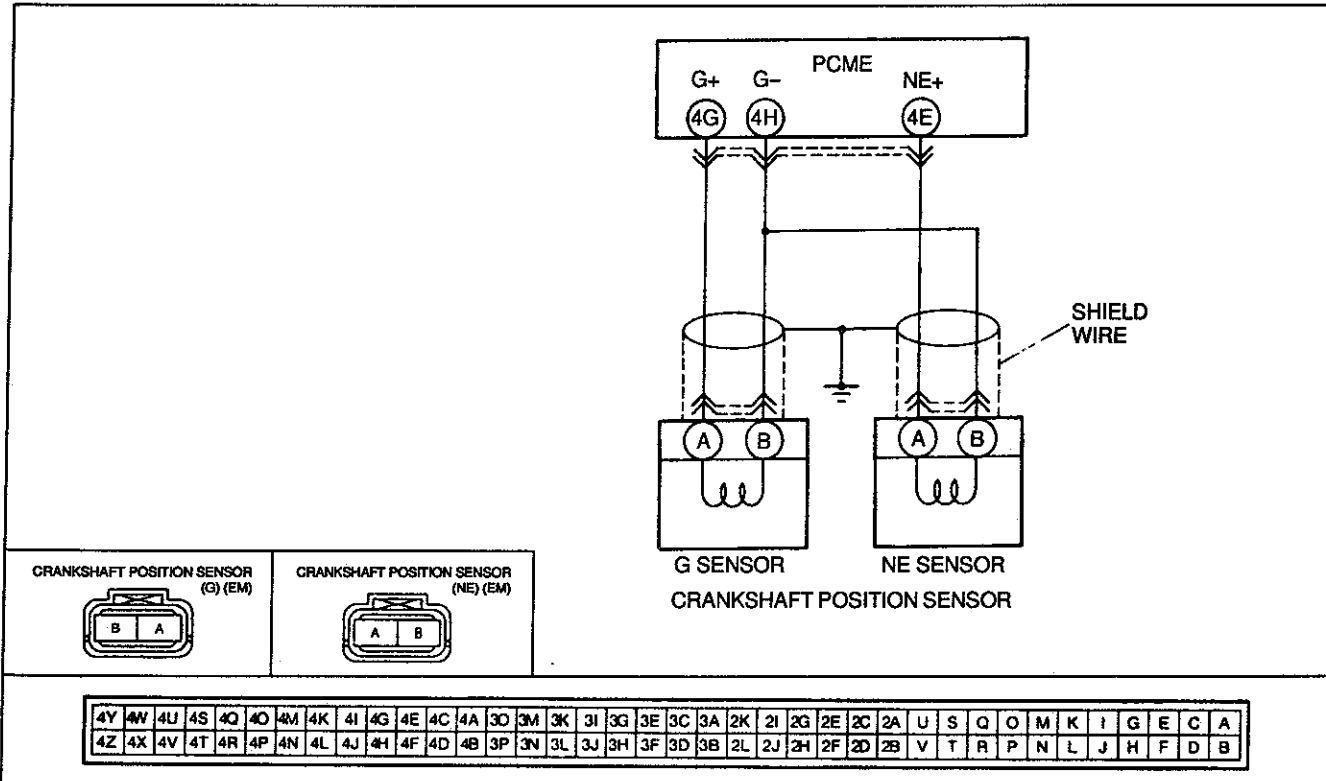 PCME
G+ G− NE+
4G 4H 4E
SHIELD
WIRE
A B A B
G SENSOR NE SENSOR
CRANKSHAFT POSITION SENSOR
CRANKSHAFT POSITION SENSOR
(G) (EM)
B A
CRANKSHAFT POSITION SENSOR
(NE) (EM)
A B
4Y 4W 4U 4S 4Q 4O 4M 4K 4I 4G 4E 4C 4A 3O 3M 3K 3I 3G 3E 3C 3A 2K 2I 2G 2E 2C 2A U S Q O M K I G E C A
4Z 4X 4V 4T 4R 4P 4N 4L 4J 4H 4F 4D 4B 3P 3N 3L 3J 3H 3F 3D 3B 2L 2J 2H 2F 2D 2B V T R P N L J H F D B